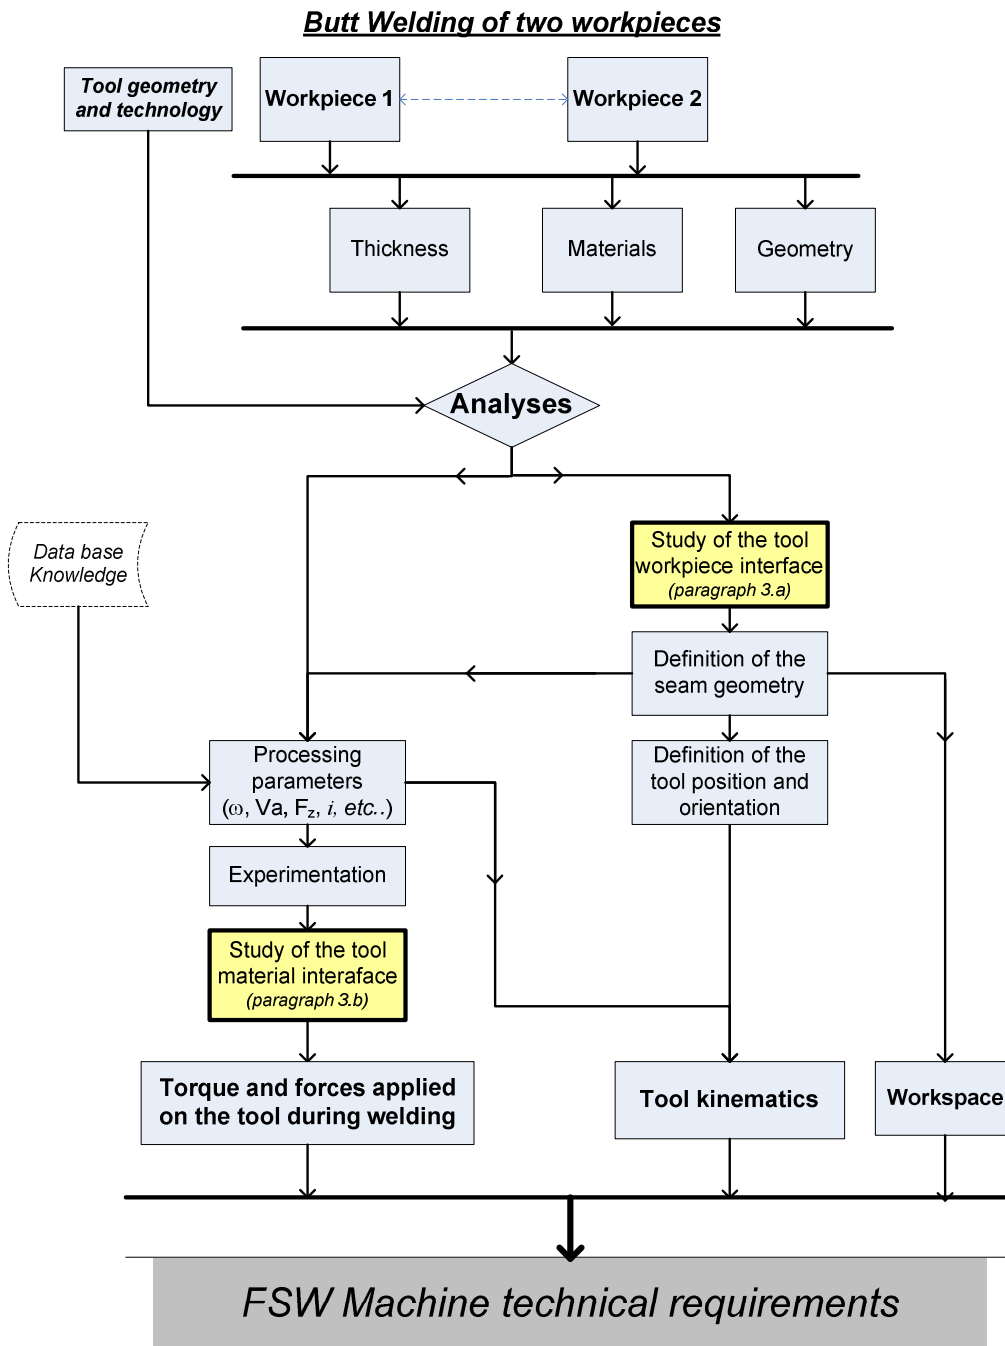 Butt Welding of two workpieces
Tool geometry
and technology
Workpiece 1
Workpiece 2
Thickness
Materials
Geometry
Analyses
Data base
Knowledge
Study of the tool
workpiece interface
(paragraph 3.a)
Definition of the
seam geometry
Processing
parameters
(ω, Va, Fz, i, etc..)
Definition of the
tool position and
orientation
Experimentation
Study of the tool
material interaface
(paragraph 3.b)
Torque and forces applied
on the tool during welding
Tool kinematics
Workspace
FSW Machine technical requirements